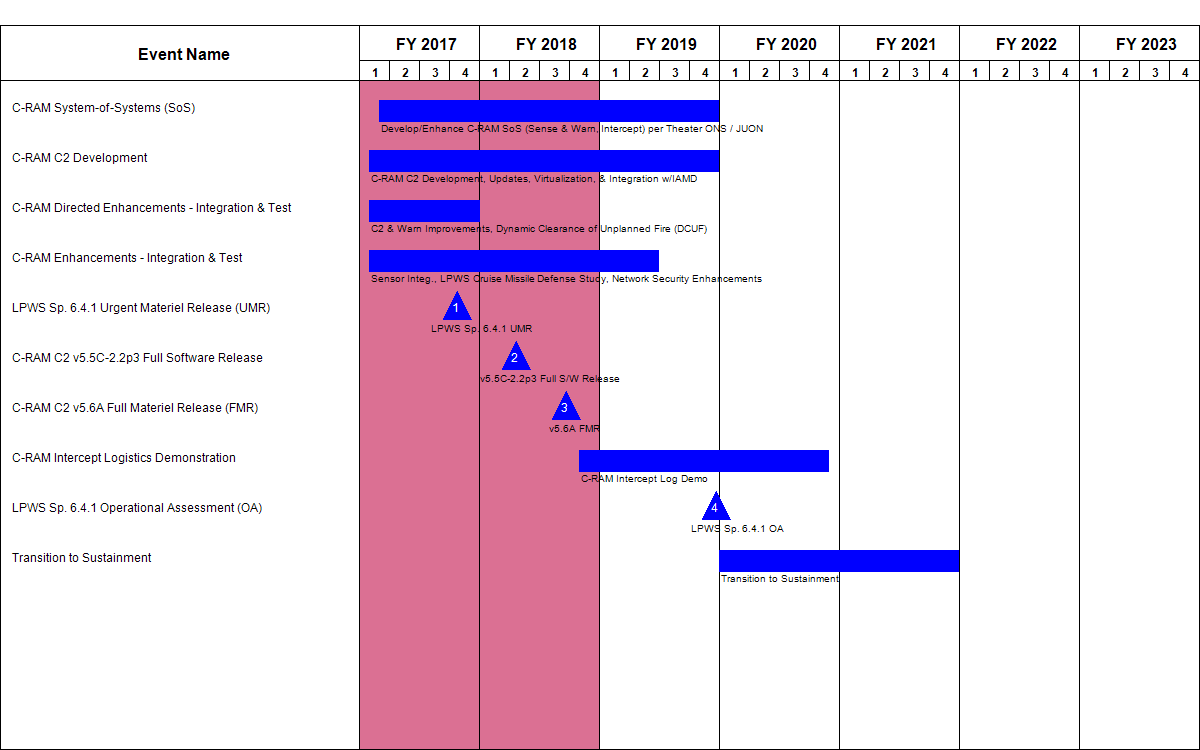 Event Name
FY 2017 FY 2018 FY 2019 FY 2020 FY 2021 FY 2022 FY 2023
1 2 3 4 1 2 3 4 1 2 3 4 1 2 3 4 1 2 3 4 1 2 3 4 1 2 3 4
C-RAM System-of-Systems (SoS)
Develop/Enhance C-RAM SoS (Sense & Warn, Intercept) per Theater ONS / JUON
C-RAM C2 Development
C-RAM C2 Development, Updates, Virtualization, & Integration w/IAMD
C-RAM Directed Enhancements - Integration & Test
C2 & Warn Improvements, Dynamic Clearance of Unplanned Fire (DCUF)
C-RAM Enhancements - Integration & Test
Sensor Integ., LPWS Cruise Missile Defense Study, Network Security Enhancements
LPWS Sp. 6.4.1 Urgent Materiel Release (UMR)
1
LPWS Sp. 6.4.1 UMR
C-RAM C2 v5.5C-2.2p3 Full Software Release
2
v5.5C-2.2p3 Full S/W Release
C-RAM C2 v5.6A Full Materiel Release (FMR)
3
v5.6A FMR
C-RAM Intercept Logistics Demonstration
C-RAM Intercept Log Demo
LPWS Sp. 6.4.1 Operational Assessment (OA)
4
LPWS Sp. 6.4.1 OA
Transition to Sustainment
Transition to Sustainment